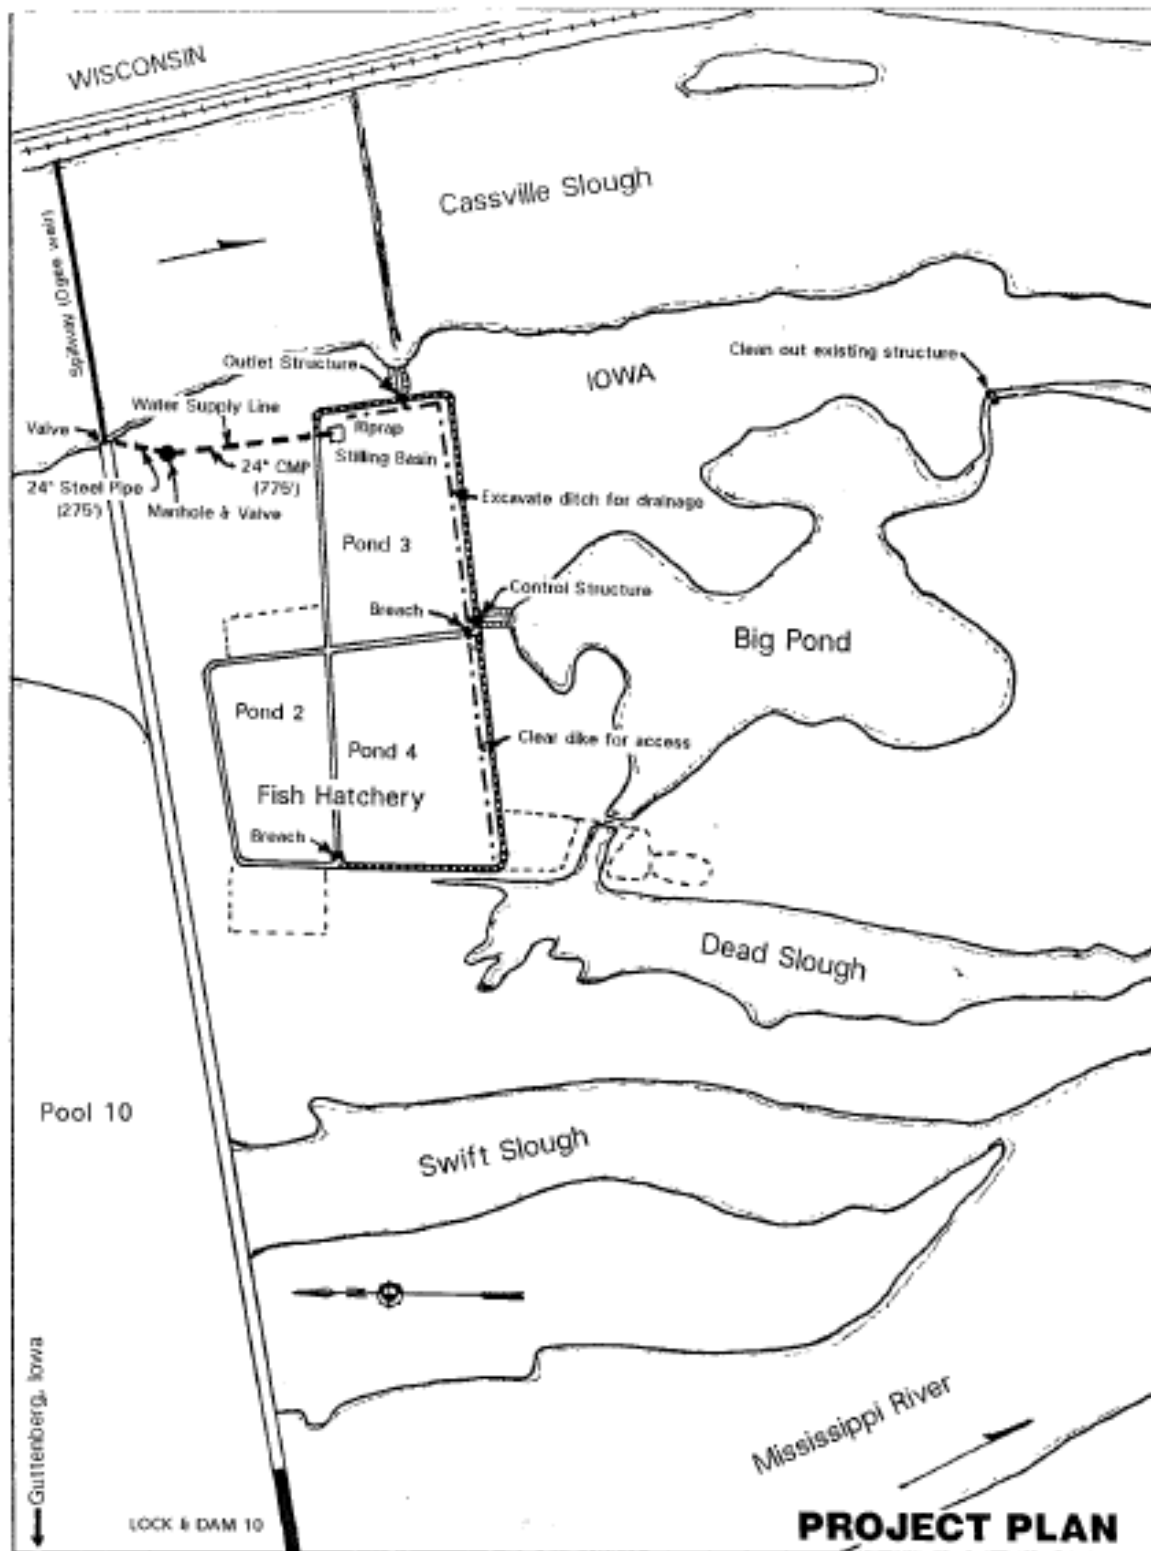 WISCONSIN
Cassville Slough
Spillway (Ogee weir)
Outlet Structure
Clean out existing structure
IOWA
Water Supply Line
Valve
Riprap
Stilling Basin
24" CMP
(775')
24" Steel Pipe
(275')
Manhole & Valve
Excavate ditch for drainage
Pond 3
Control Structure
Breach
Big Pond
Pond 2
Clear dike for access
Pond 4
Fish Hatchery
Breach
Dead Slough
Pool 10
Swift Slough
Guttenberg, Iowa
Mississippi River
LOCK & DAM 10
PROJECT PLAN